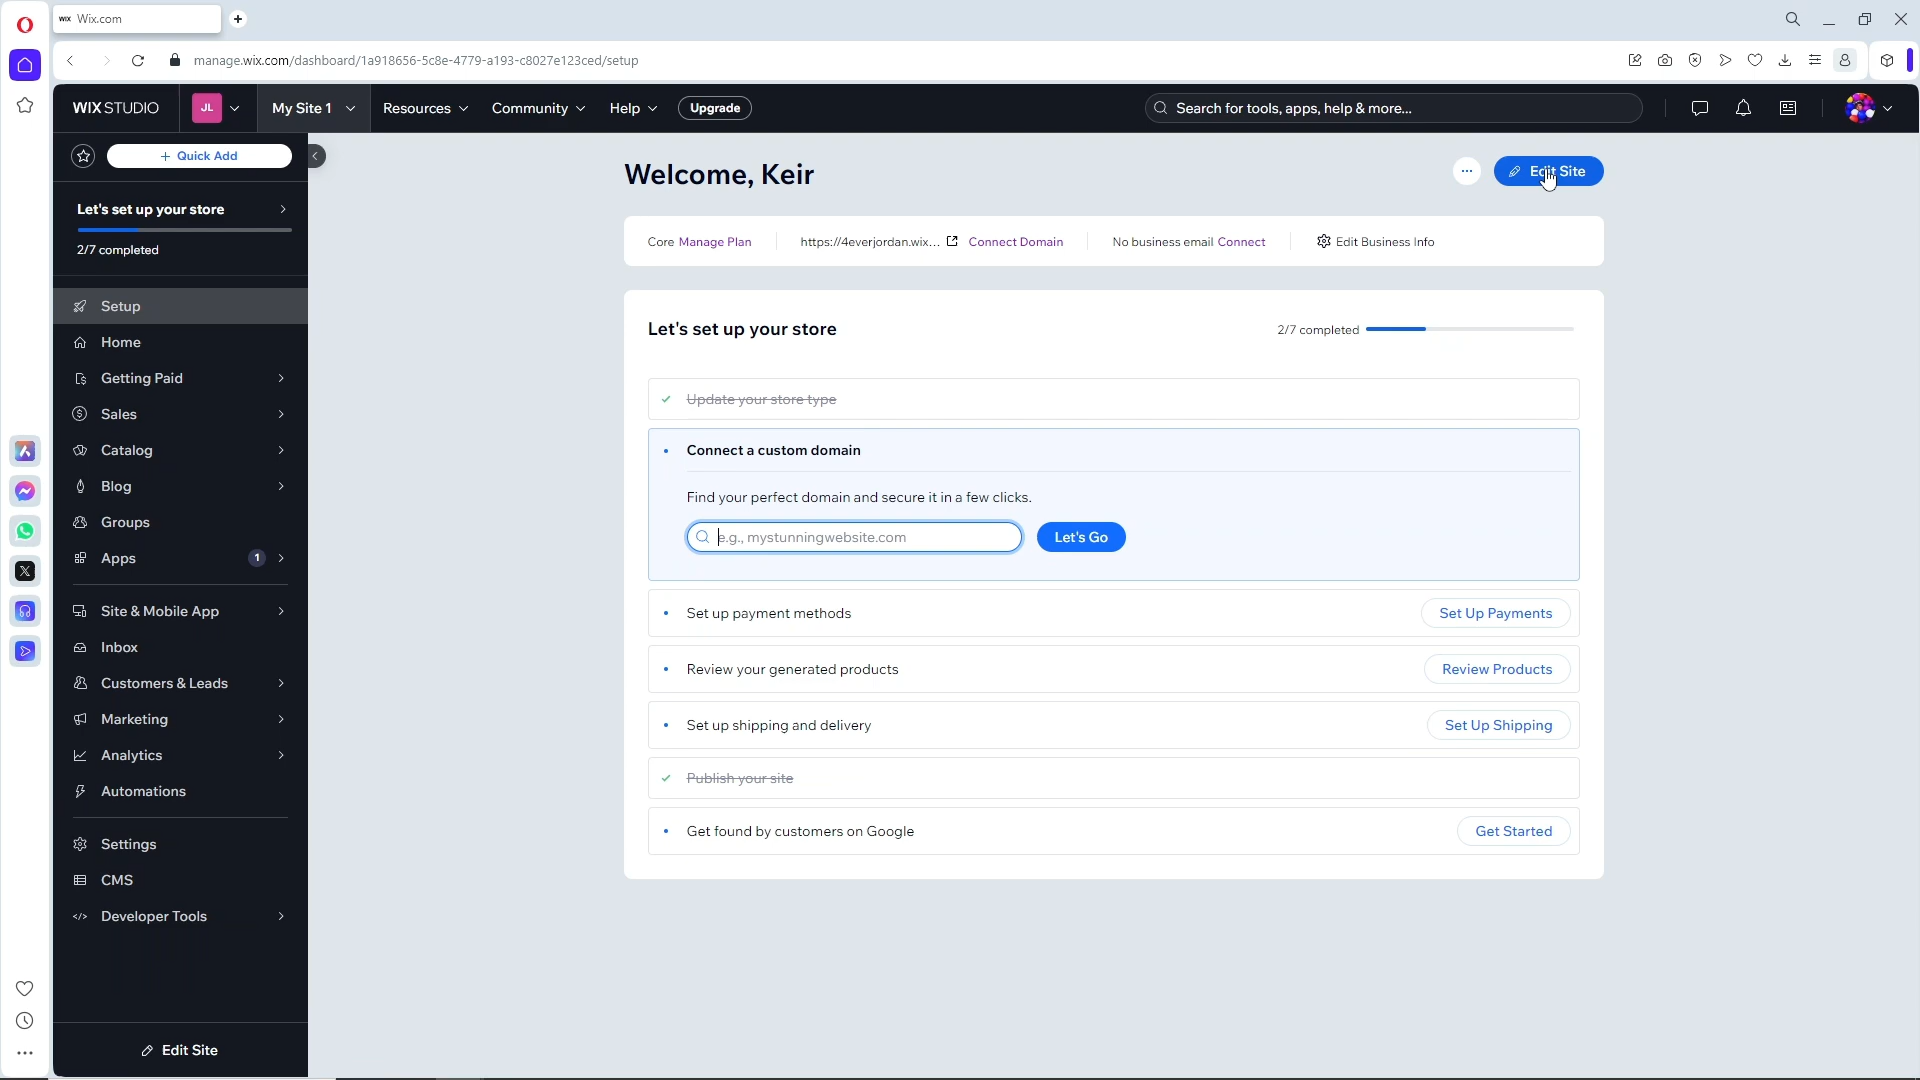 WIX Wix.com
manage.wix.com/dashboard/1a918656-5c8e-4779-a193-c8027e123ced/setup
WIX STUDIO JL My Site 1 Resources Community Help Upgrade Search for tools, apps, help & more...
+ Quick Add
Let's set up your store
2/7 completed
Setup
Home
Getting Paid
Sales
Catalog
Blog
Groups
Apps 1
Site & Mobile App
Inbox
Customers & Leads
Marketing
Analytics
Automations
Settings
CMS
Developer Tools
Edit Site
Welcome, Keir
Edit Site
Core Manage Plan https://4everjordan.wix... Connect Domain No business email Connect Edit Business Info
Let's set up your store 2/7 completed
Update your store type
Connect a custom domain
Find your perfect domain and secure it in a few clicks.
e.g., mystunningwebsite.com Let's Go
Set up payment methods Set Up Payments
Review your generated products Review Products
Set up shipping and delivery Set Up Shipping
Publish your site
Get found by customers on Google Get Started